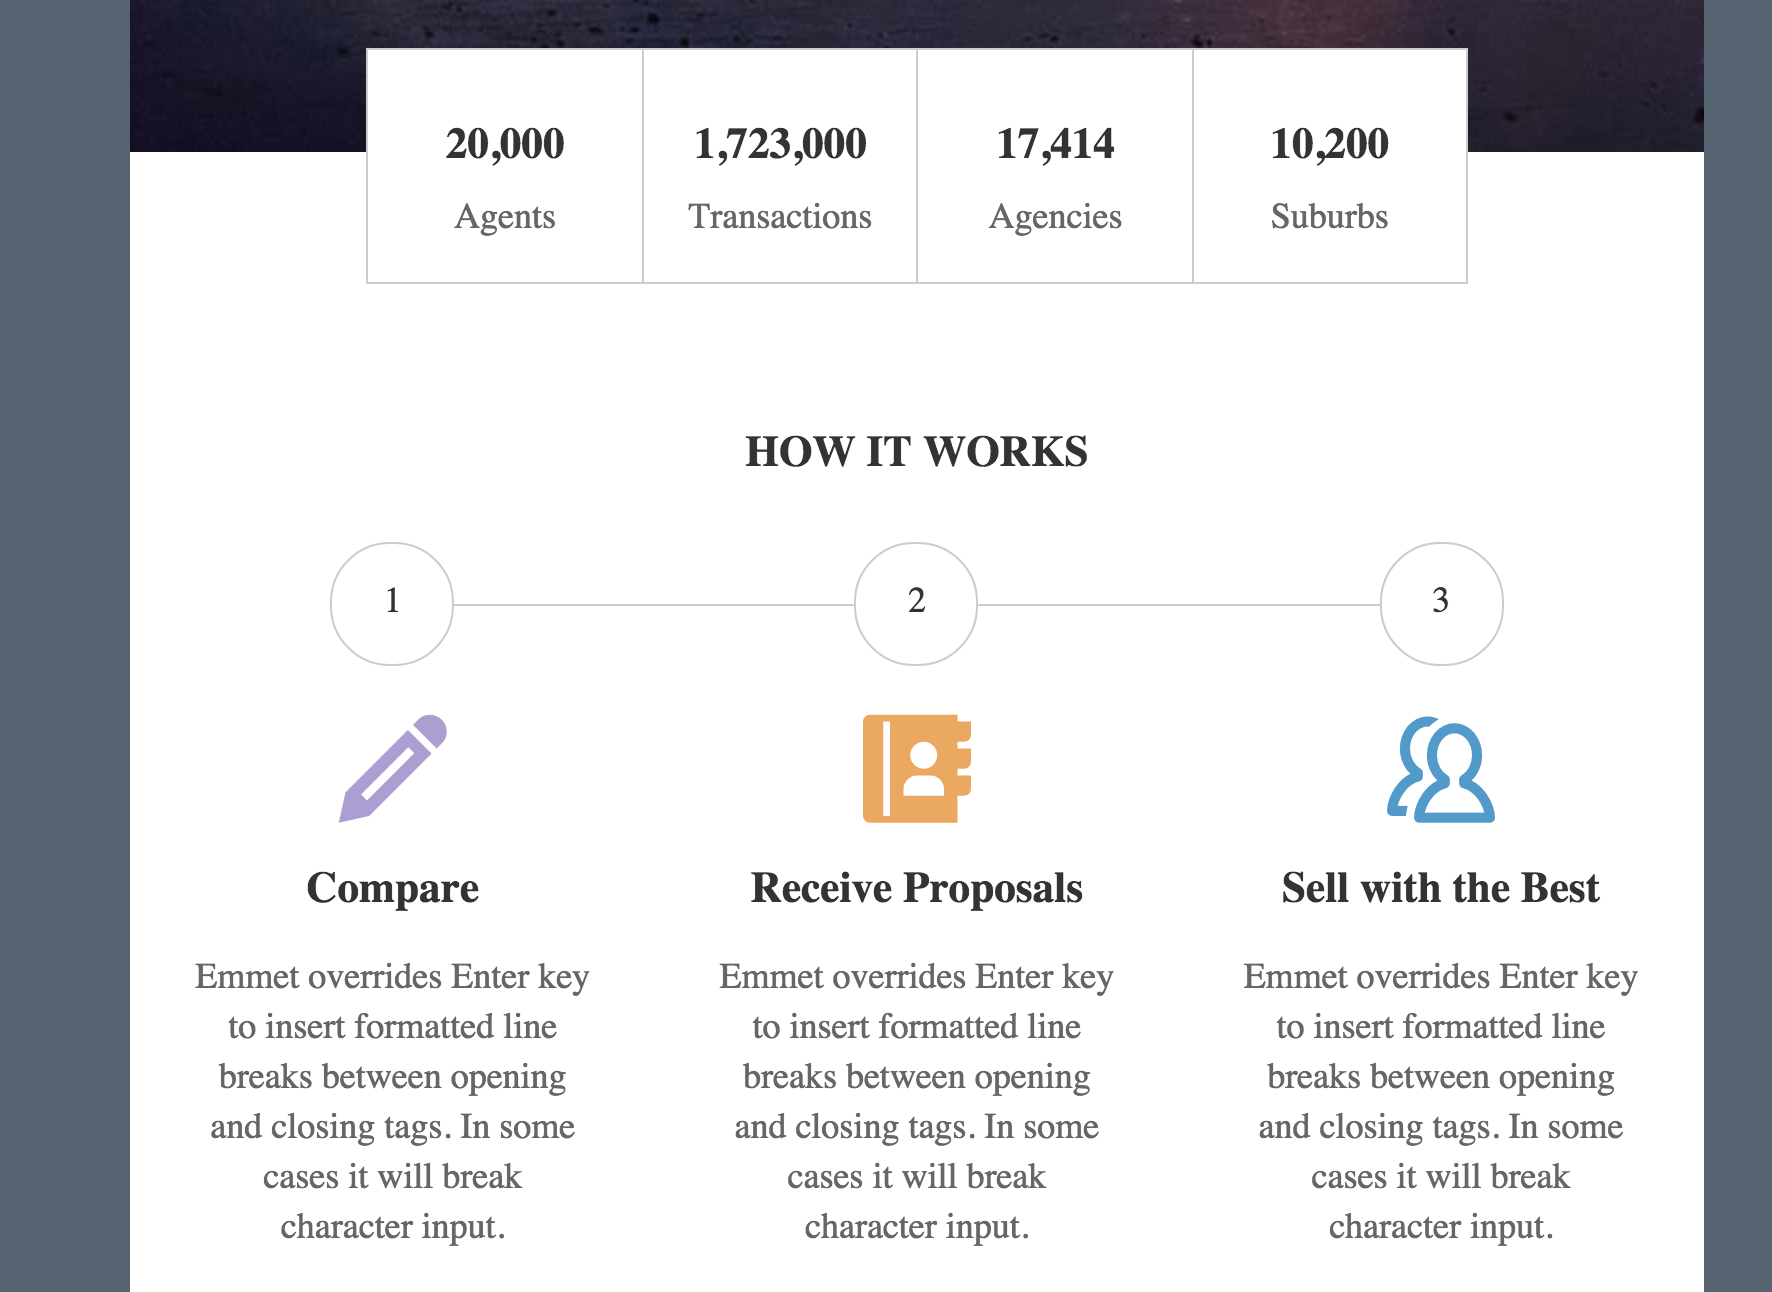 20,000
Agents
1,723,000
Transactions
17,414
Agencies
10,200
Suburbs
HOW IT WORKS
1
2
3
Compare
Emmet overrides Enter key
to insert formatted line
breaks between opening
and closing tags. In some
cases it will break
character input.
Receive Proposals
Emmet overrides Enter key
to insert formatted line
breaks between opening
and closing tags. In some
cases it will break
character input.
Sell with the Best
Emmet overrides Enter key
to insert formatted line
breaks between opening
and closing tags. In some
cases it will break
character input.